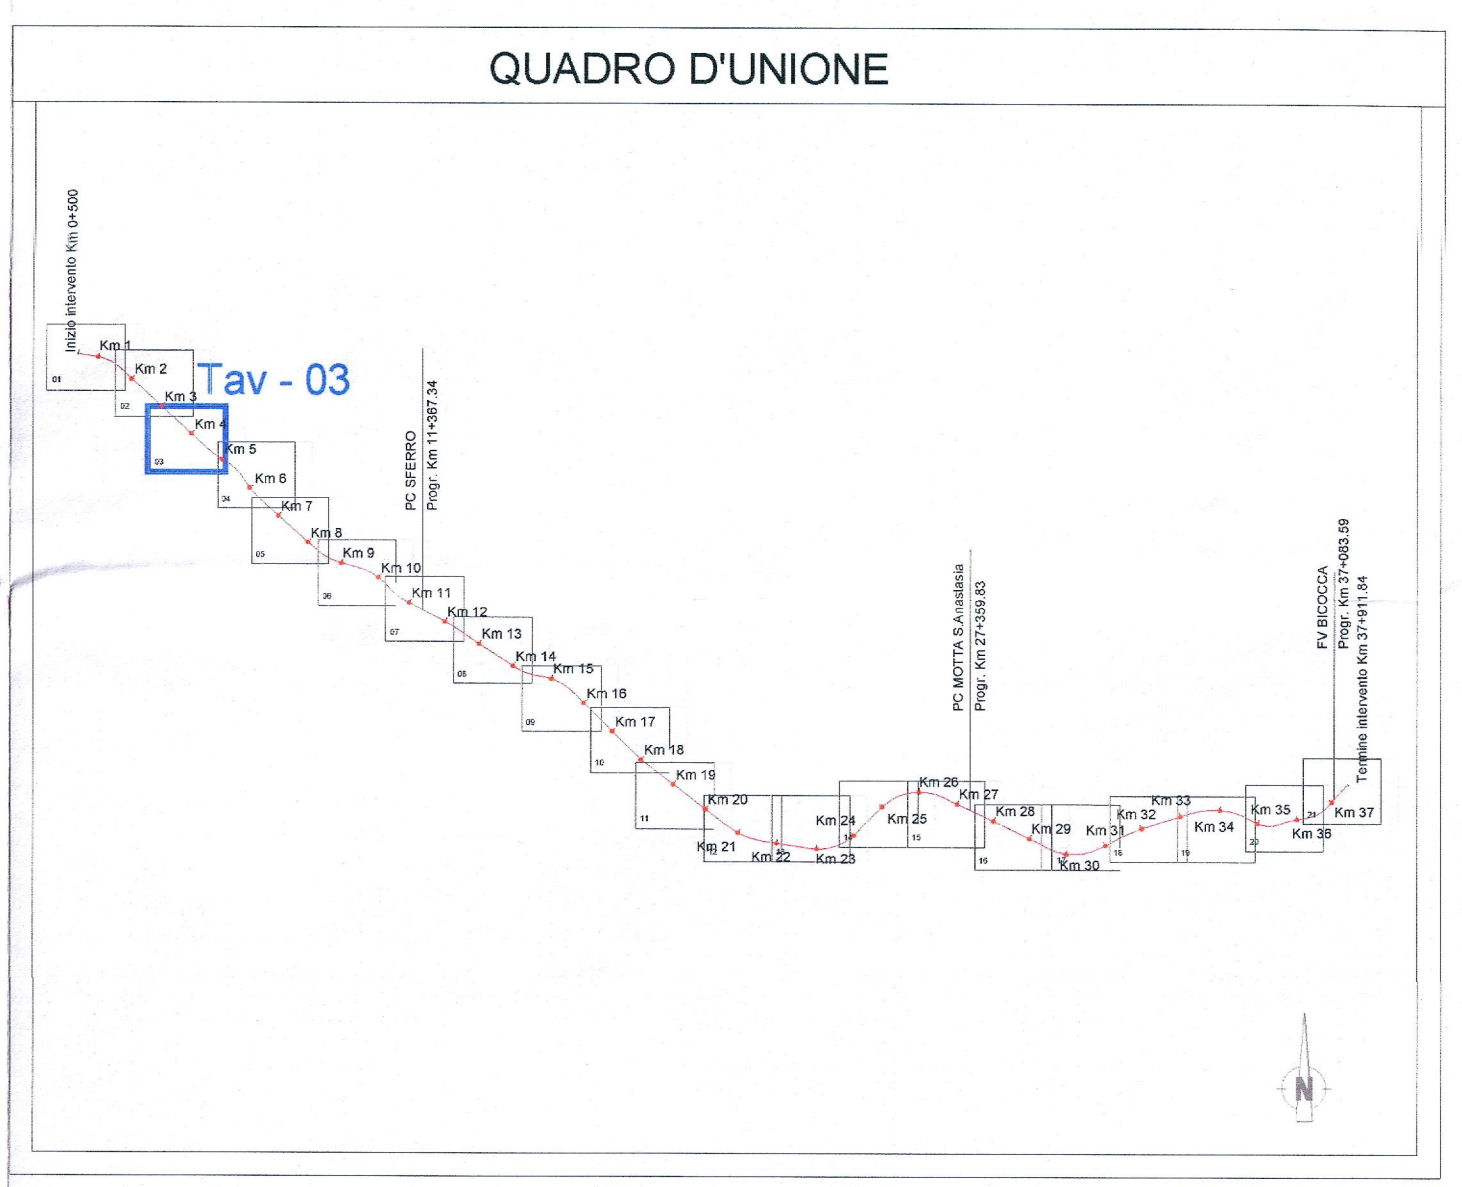 QUADRO D'UNIONE
Inizio intervento Km 0+500
Km 1
01
Km 2
02
Tav - 03
Km 3
Km 4
03
Km 5
04
Km 6
Km 7
05
Km 8
Km 9
06
PC SFERRO
Progr. Km 11+367.34
Km 10
Km 11
07
Km 12
Km 13
08
Km 14
Km 15
09
Km 16
Km 17
10
Km 18
Km 19
11
Km 20
Km 21
Km 22
Km 23
Km 24
14
Km 25
15
Km 26
PC MOTTA S.Anastasia
Progr. Km 27+359.83
Km 27
Km 28
16
Km 29
17
Km 30
Km 31
18
Km 32
Km 33
19
Km 34
Km 35
20
Km 36
21
Km 37
FV BICOCCA
Progr. Km 37+083.59
Termine intervento Km 37+911.84
N